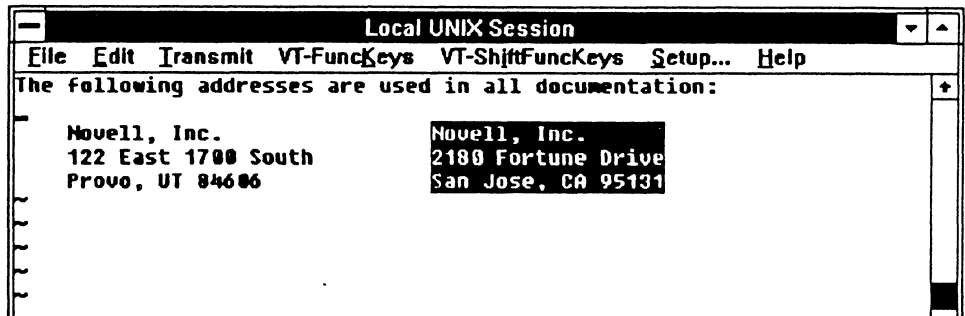 Local UNIX Session
File Edit Transmit VT-FuncKeys VT-ShiftFuncKeys Setup... Help
The following addresses are used in all documentation:
Novell, Inc. Novell, Inc.
122 East 1700 South 2180 Fortune Drive
Provo, UT 84606 San Jose, CA 95131
~
~
~
~
~